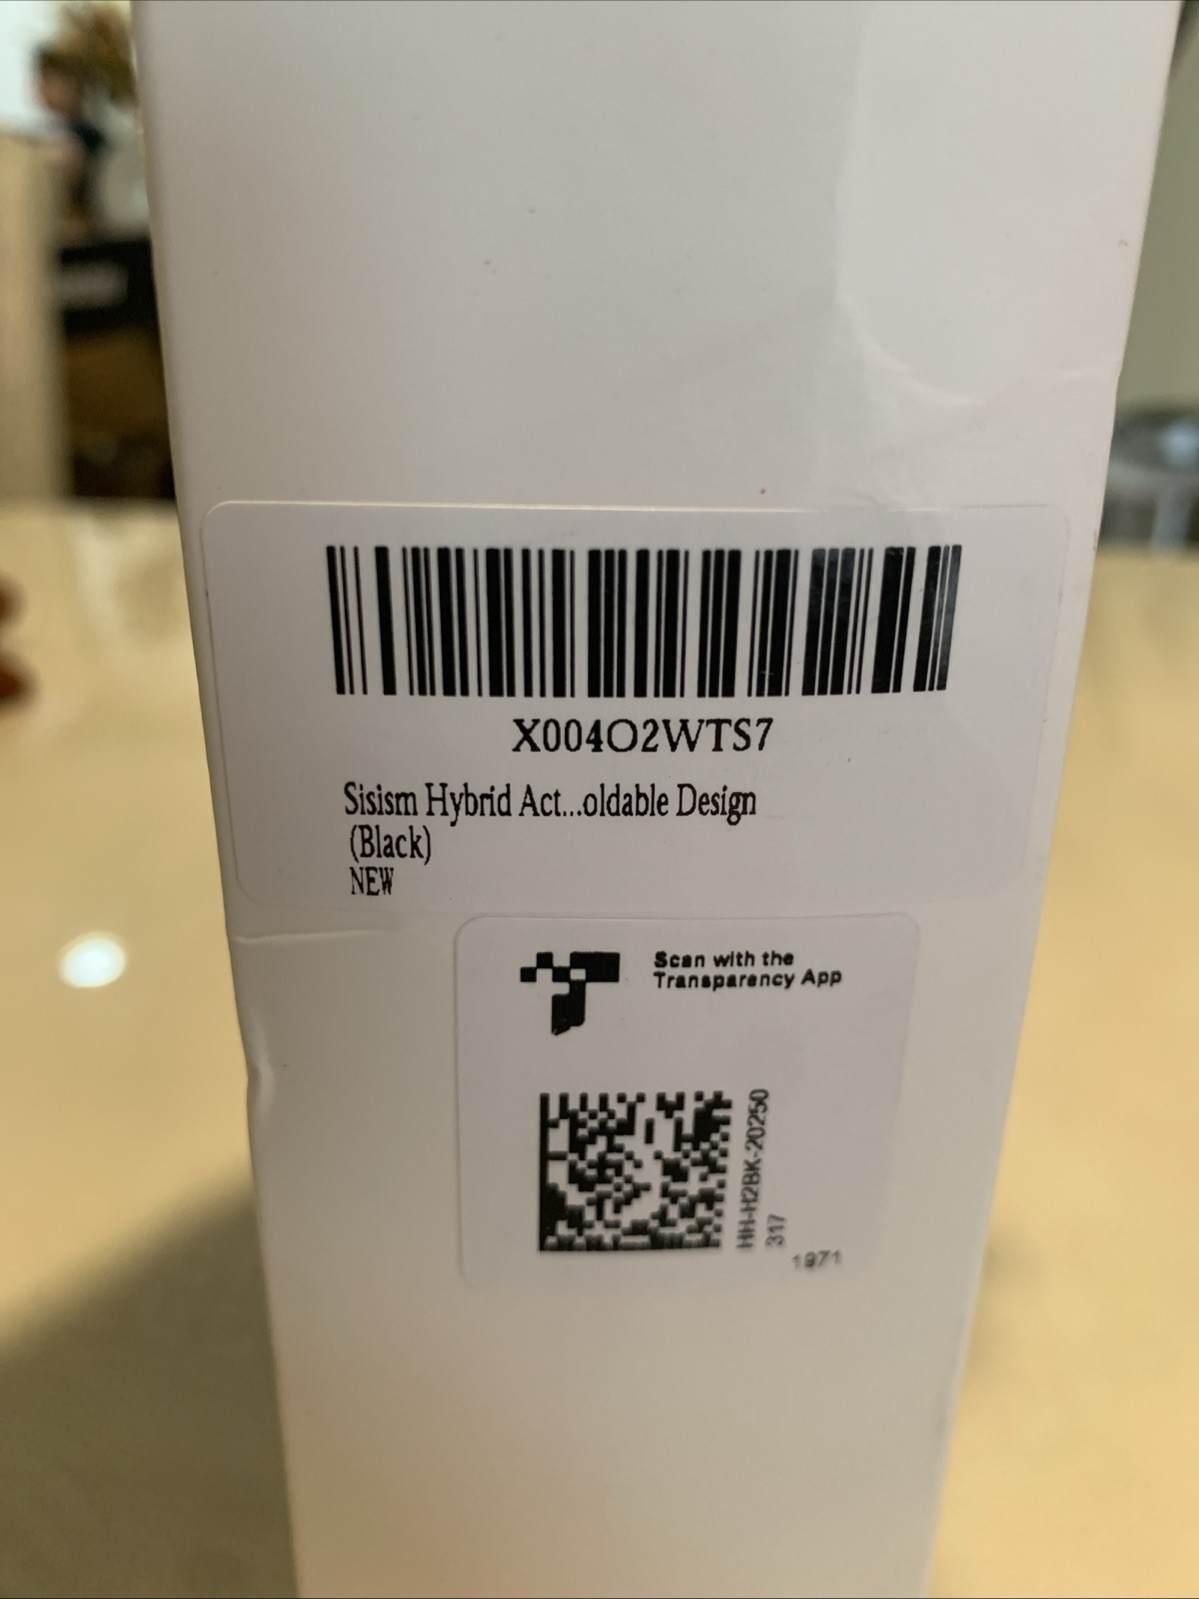 X004O2WTS7
Sisism Hybrid Act...oldable Design
(Black)
NEW
Scan with the
Transparency App
HH-H2BK-20250
317
1971